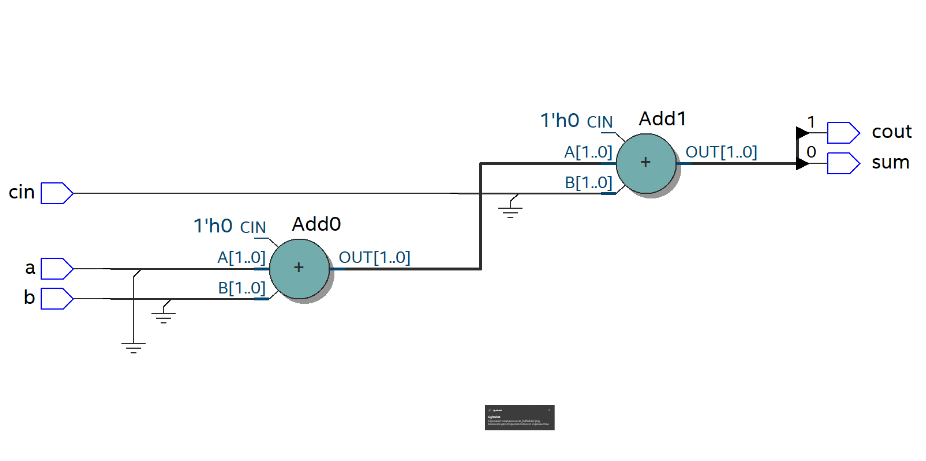 1'h0 CIN
Add1
1
cout
A[1..0]
OUT[1..0]
0
sum
B[1..0]
cin
1'h0 CIN
Add0
a
A[1..0]
OUT[1..0]
b
B[1..0]
+
+